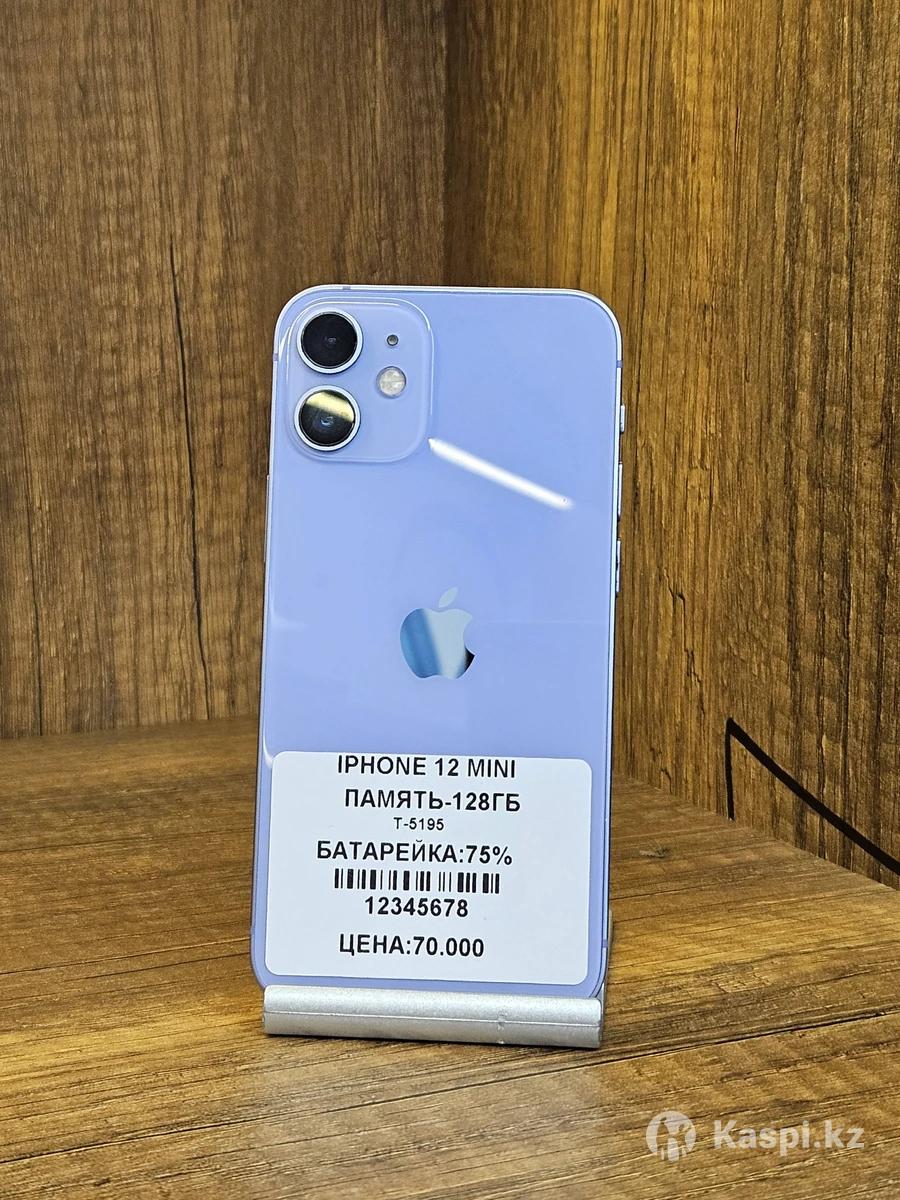 IPHONE 12 MINI
ПАМЯТЬ-128ГБ
T-5195
БАТАРЕЙКА:75%
12345678
ЦЕНА:70.000
Kaspi.kz